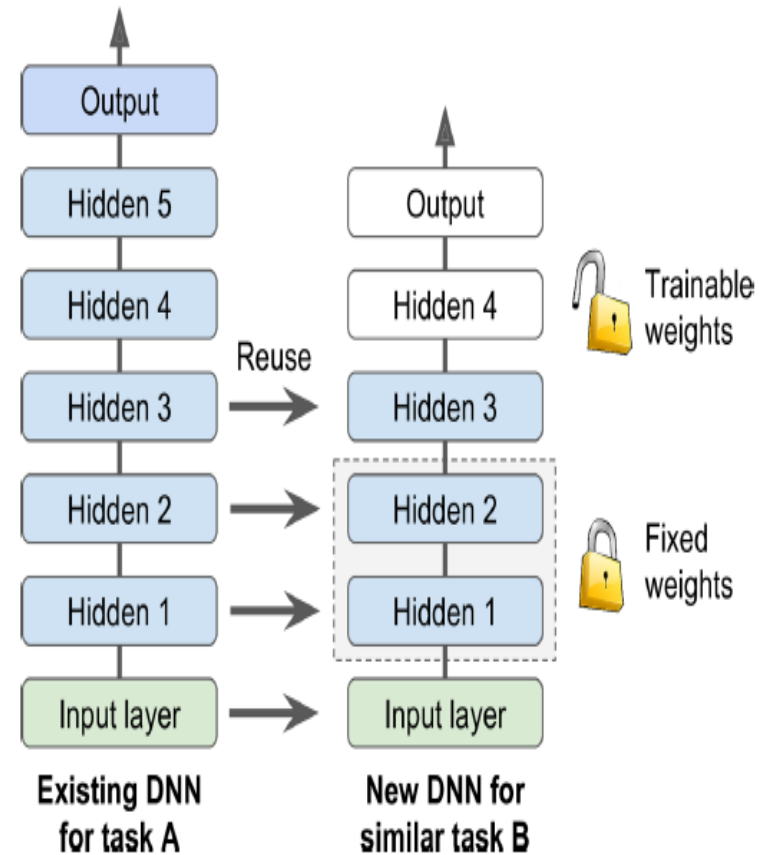 Output
Hidden 5
Hidden 4
Hidden 3
Hidden 2
Hidden 1
Input layer
Existing DNN
for task A
Reuse
Output
Hidden 4
Hidden 3
Hidden 2
Hidden 1
Input layer
New DNN for
similar task B
Trainable
weights
Fixed
weights